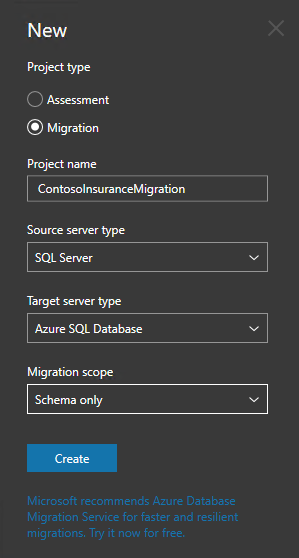 New
Project type
Assessment
Migration
Project name
ContosoInsuranceMigration
Source server type
SQL Server
Target server type
Azure SQL Database
Migration scope
Schema only
Create
Microsoft recommends Azure Database
Migration Service for faster and resilient
migrations. Try it now for free.